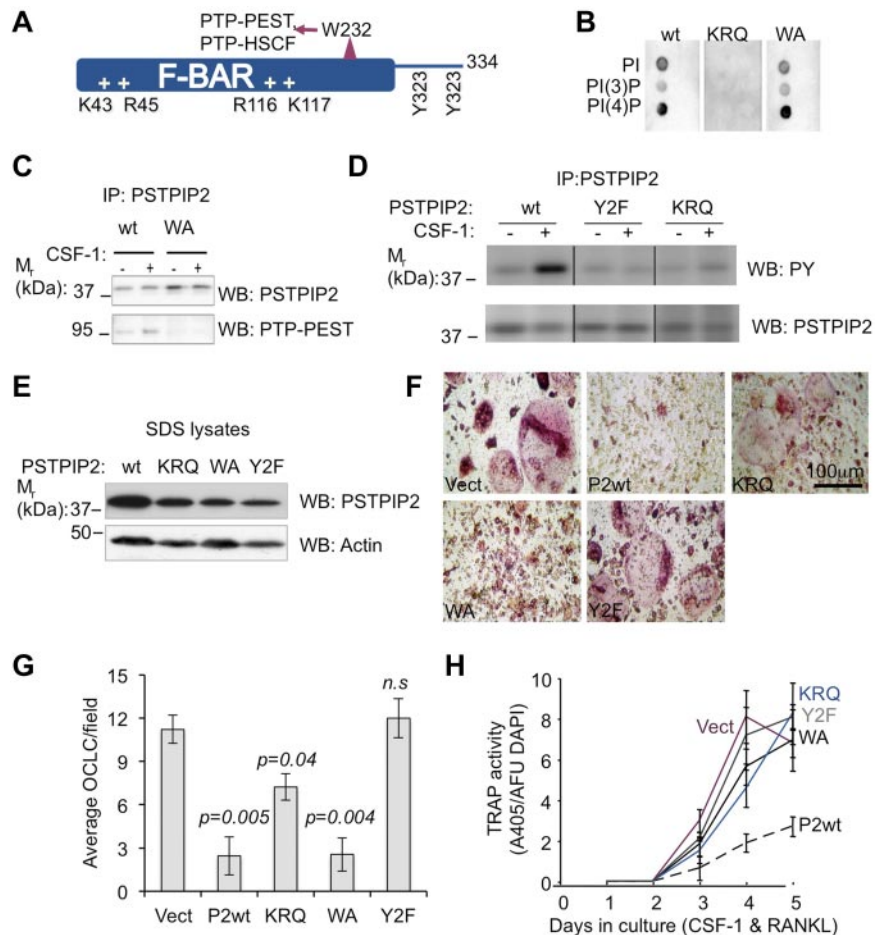 A
PTP-PEST,
PTP-HSCF
W232
F-BAR
+ +
+ +
334
K43
R45
R116
K117
Y323
Y323
B
wt KRQ WA
PI
PI(3)P
PI(4)P
C
IP: PSTPIP2
wt WA
CSF-1:
- + - +
Mr
(kDa):
37
WB: PSTPIP2
95
WB: PTP-PEST
D
IP:PSTPIP2
PSTPIP2: wt Y2F KRQ
CSF-1: - + - + - +
Mr
(kDa):
37
WB: PY
37
WB: PSTPIP2
E
SDS lysates
PSTPIP2: wt KRQ WA Y2F
Mr
(kDa):
37
WB: PSTPIP2
50
WB: Actin
F
Vect
P2wt
KRQ
100µm
WA
Y2F
G
Average OCLC/field
15
12
9
6
3
0
p=0.005
p=0.04
p=0.004
n.s
Vect P2wt KRQ WA Y2F
H
TRAP activity
(A405/AFU DAPI)
10
8
6
4
2
0
Vect
KRQ
Y2F
WA
P2wt
0 1 2 3 4 5
Days in culture (CSF-1 & RANKL)